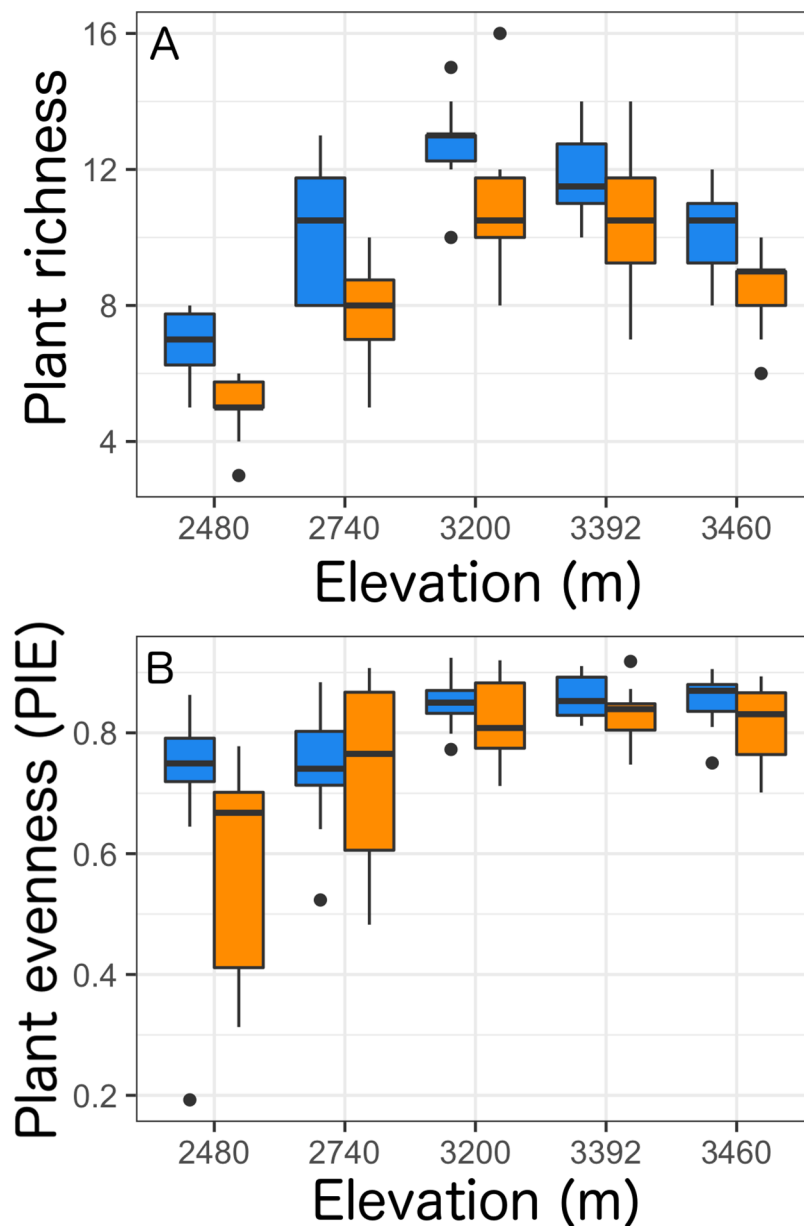 A
Plant richness
16
12
8
4
2480 2740 3200 3392 3460
Elevation (m)
B
Plant evenness (PIE)
0.8
0.6
0.4
0.2
2480 2740 3200 3392 3460
Elevation (m)